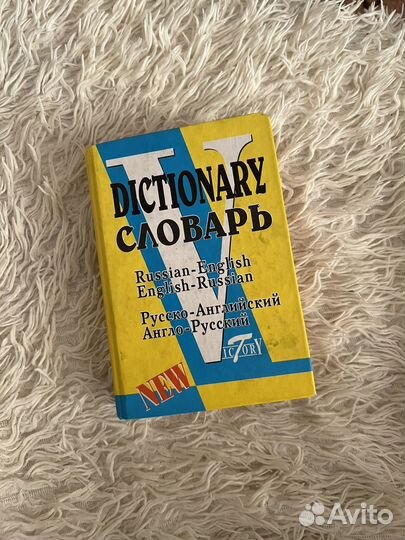 DICTIONARY
СЛОВАРЬ
Russian-English
English-Russian
Русско-Английский
Англо-Русский
VICTORY
NEW
Avito